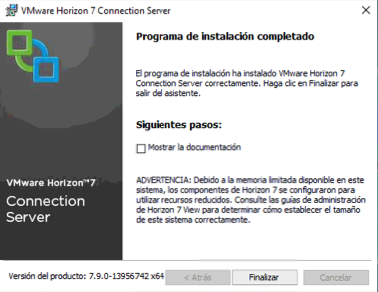 VMware Horizon 7 Connection Server
Programa de instalación completado
El programa de instalación ha instalado VMware Horizon 7
Connection Server correctamente. Haga clic en Finalizar para
salir del asistente.
Siguientes pasos:
Mostrar la documentación
ADVERTENCIA: Debido a la memoria limitada disponible en este
sistema, los componentes de Horizon 7 se configuraron para
utilizar recursos reducidos. Consulte las guías de administración
de Horizon 7 View para determinar cómo establecer el tamaño
de este sistema correctamente.
VMware Horizon™7
Connection
Server
Versión del producto: 7.9.0-13956742 x64
< Atrás
Finalizar
Cancelar